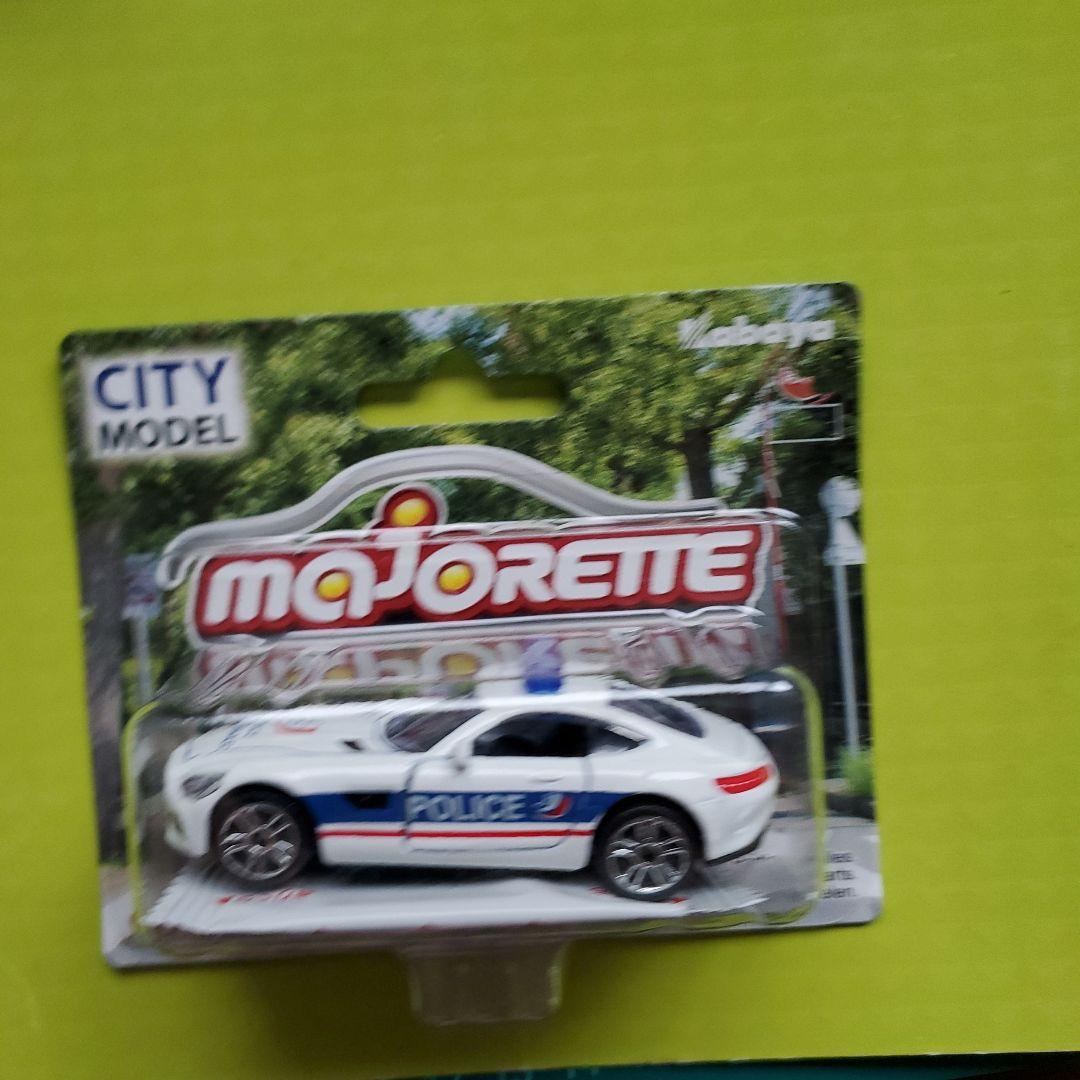 Kabaya
CITY
MODEL
majorette
POLICE